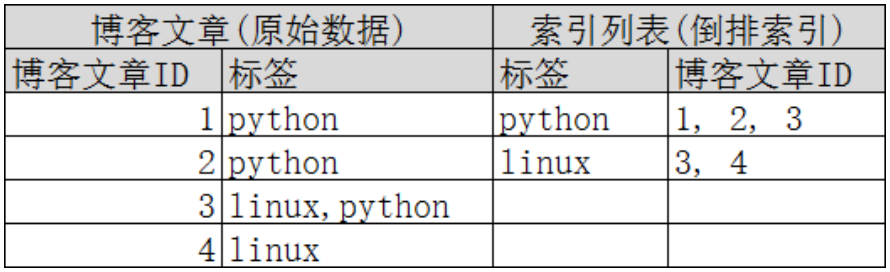 博客文章(原始数据) 索引列表(倒排索引)
博客文章ID 标签 标签 博客文章ID
1 python python 1, 2, 3
2 python linux 3, 4
3 linux,python
4 linux